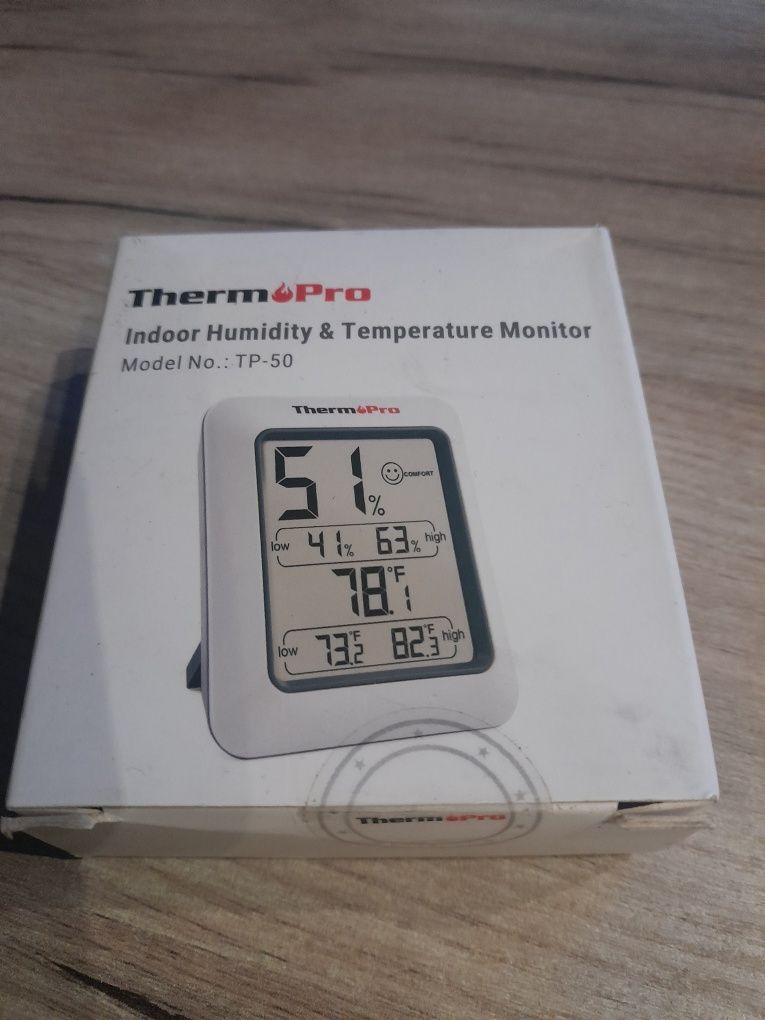 ThermoPro
Indoor Humidity & Temperature Monitor
Model No.: TP-50
ThermoPro
51% COMFORT
low 41% 63% high
78.1°F
low 73.2°F 82.3°F high
ThermoPro